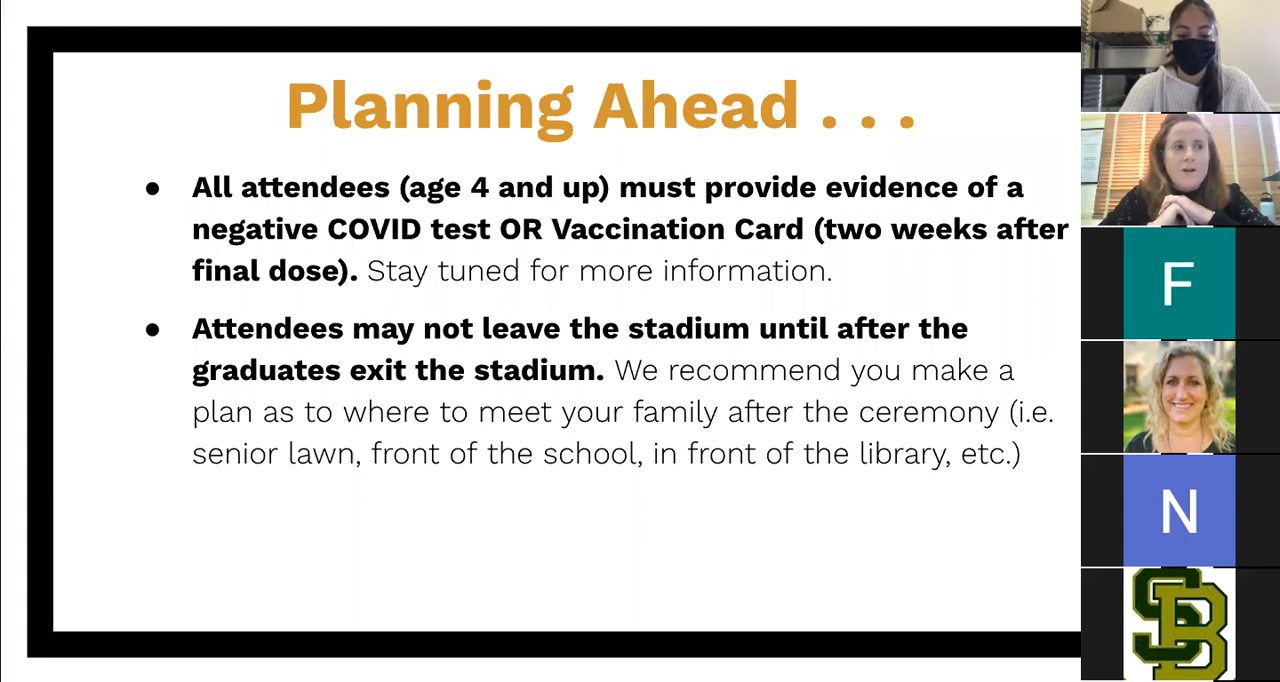 Planning Ahead . . .
● All attendees (age 4 and up) must provide evidence of a
negative COVID test OR Vaccination Card (two weeks after
final dose). Stay tuned for more information.
● Attendees may not leave the stadium until after the
graduates exit the stadium. We recommend you make a
plan as to where to meet your family after the ceremony (i.e.
senior lawn, front of the school, in front of the library, etc.)
F
N
SB